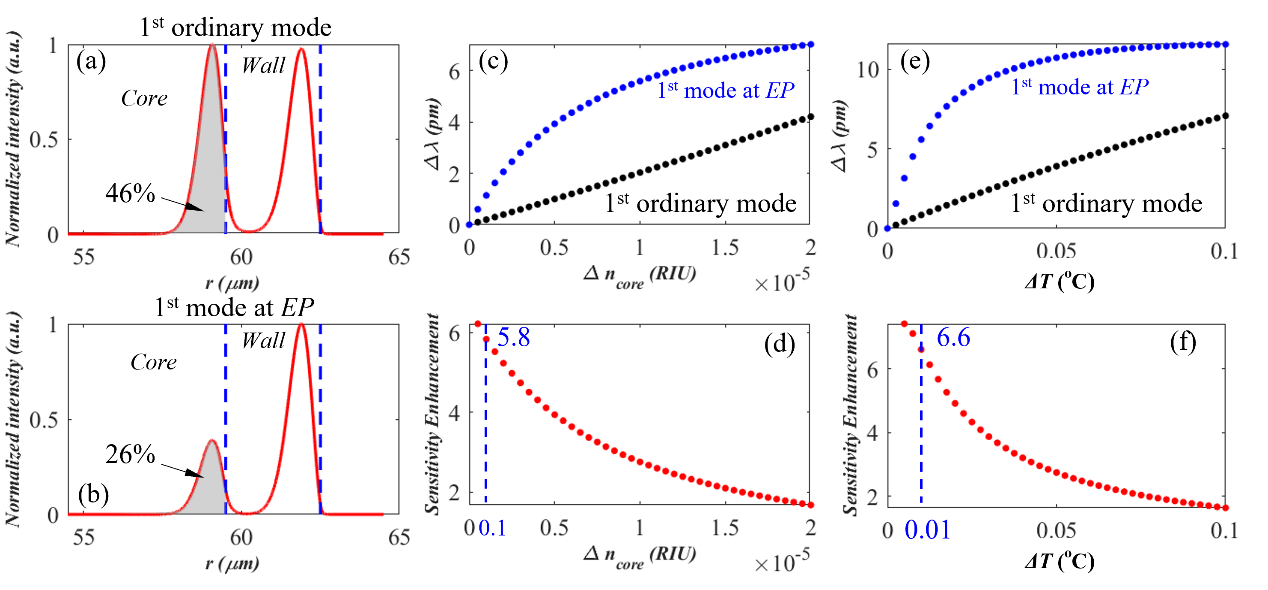 1st ordinary mode
Normalized intensity (a.u.)
1
0.5
0
(a)
Core
Wall
46%
55
60
65
r (μm)
1st mode at EP
Normalized intensity (a.u.)
1
0.5
0
Core
Wall
26%
(b)
55
60
65
r (μm)
(c)
Δ λ (pm)
6
4
2
0
1st mode at EP
1st ordinary mode
0
0.5
1
1.5
2
Δ ncore (RIU)
×10-5
Sensitivity Enhancement
6
4
2
5.8
(d)
0
0.1
0.5
1
1.5
2
Δ ncore (RIU)
×10-5
(e)
Δ λ (pm)
10
5
0
1st mode at EP
1st ordinary mode
0
0.05
0.1
ΔT (oC)
Sensitivity Enhancement
6
4
2
6.6
(f)
0
0.01
0.05
0.1
ΔT (oC)